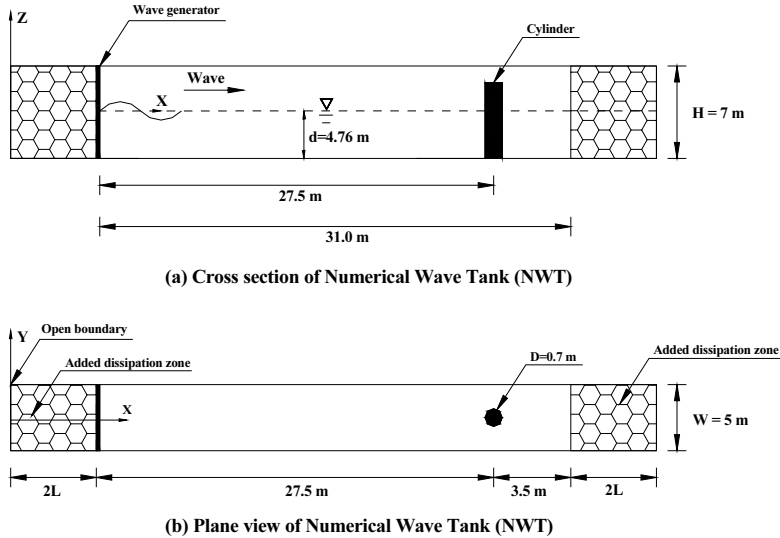 Z
Wave generator
Cylinder
Wave
X
d=4.76 m
H = 7 m
27.5 m
31.0 m
(a) Cross section of Numerical Wave Tank (NWT)
Open boundary
Y
Added dissipation zone
D=0.7 m
Added dissipation zone
X
W = 5 m
2L
27.5 m
3.5 m
2L
(b) Plane view of Numerical Wave Tank (NWT)